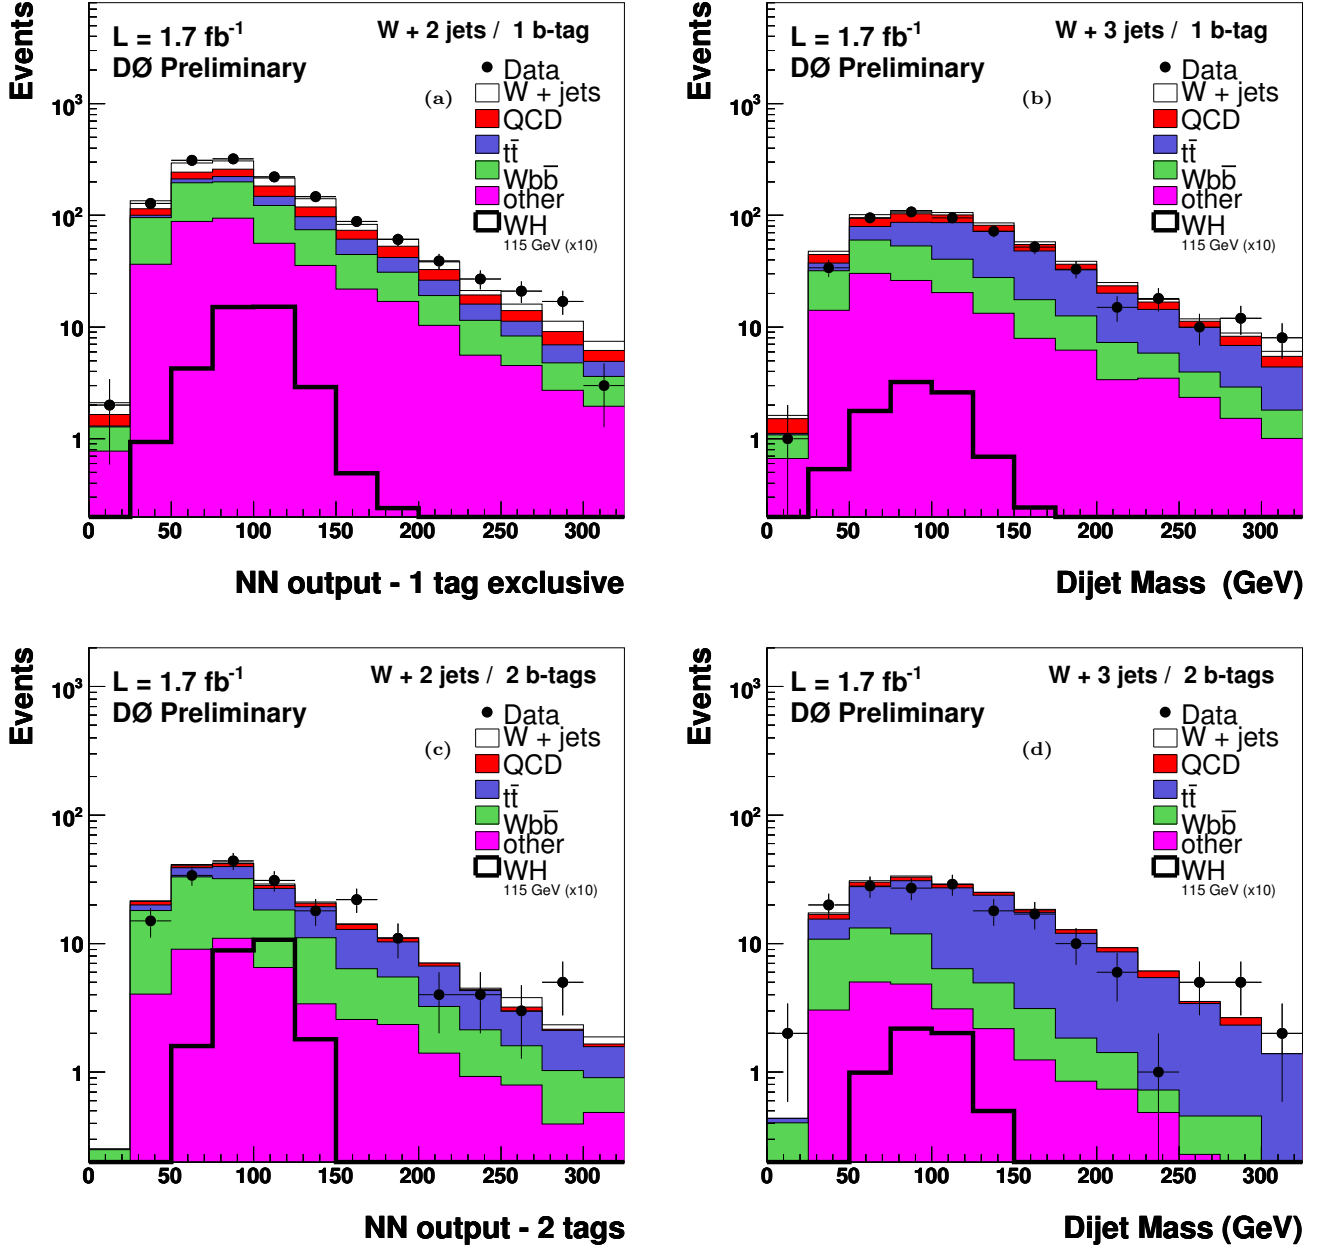 Events
L = 1.7 fb⁻¹
DØ Preliminary
W + 2 jets / 1 b-tag
(a)
Data
W + jets
QCD
tt̄
Wbb̄
other
WH
115 GeV (x10)
10³
10²
10
1
0 50 100 150 200 250 300
NN output - 1 tag exclusive
Events
L = 1.7 fb⁻¹
DØ Preliminary
W + 3 jets / 1 b-tag
(b)
Data
W + jets
QCD
tt̄
Wbb̄
other
WH
115 GeV (x10)
10³
10²
10
1
0 50 100 150 200 250 300
Dijet Mass (GeV)
Events
L = 1.7 fb⁻¹
DØ Preliminary
W + 2 jets / 2 b-tags
(c)
Data
W + jets
QCD
tt̄
Wbb̄
other
WH
115 GeV (x10)
10³
10²
10
1
0 50 100 150 200 250 300
NN output - 2 tags
Events
L = 1.7 fb⁻¹
DØ Preliminary
W + 3 jets / 2 b-tags
(d)
Data
W + jets
QCD
tt̄
Wbb̄
other
WH
115 GeV (x10)
10³
10²
10
1
0 50 100 150 200 250 300
Dijet Mass (GeV)